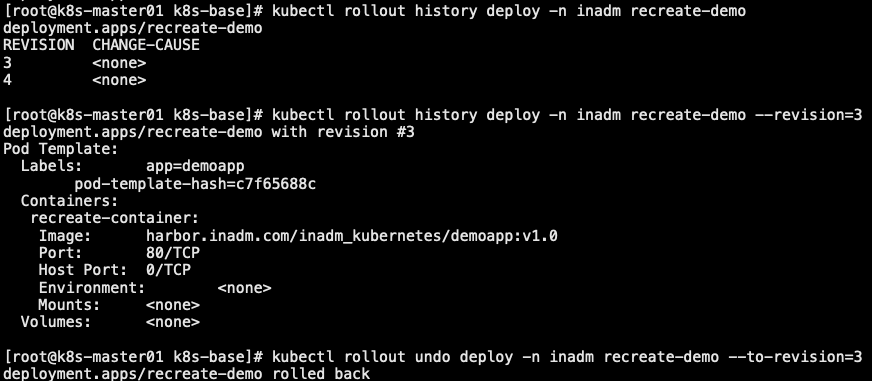 [root@k8s-master01 k8s-base]# kubectl rollout history deploy -n inadm recreate-demo
deployment.apps/recreate-demo
REVISION  CHANGE-CAUSE
3         <none>
4         <none>
[root@k8s-master01 k8s-base]# kubectl rollout history deploy -n inadm recreate-demo --revision=3
deployment.apps/recreate-demo with revision #3
Pod Template:
  Labels:       app=demoapp
        pod-template-hash=c7f65688c
  Containers:
   recreate-container:
    Image:      harbor.inadm.com/inadm_kubernetes/demoapp:v1.0
    Port:       80/TCP
    Host Port:  0/TCP
    Environment:        <none>
    Mounts:     <none>
  Volumes:      <none>
[root@k8s-master01 k8s-base]# kubectl rollout undo deploy -n inadm recreate-demo --to-revision=3
deployment.apps/recreate-demo rolled back